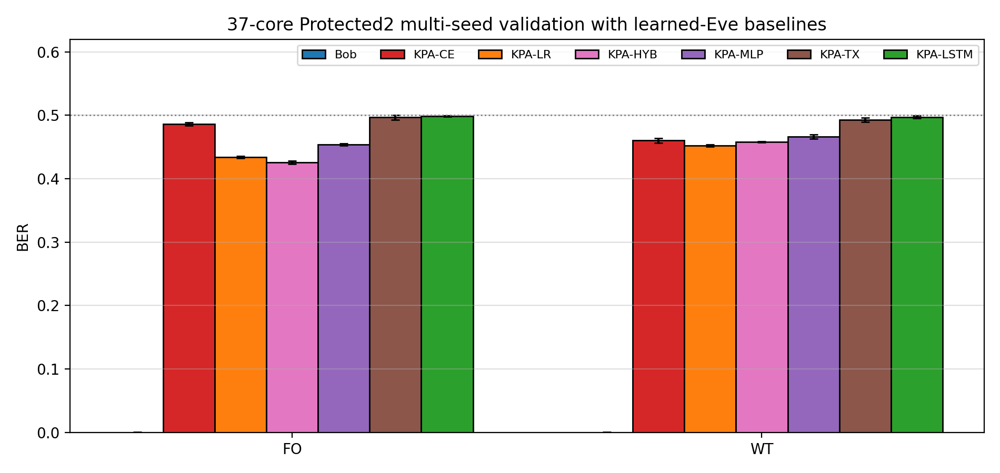 37-core Protected2 multi-seed validation with learned-Eve baselines
Bob KPA-CE KPA-LR KPA-HYB KPA-MLP KPA-TX KPA-LSTM
BER
0.6
0.5
0.4
0.3
0.2
0.1
0.0
FO WT